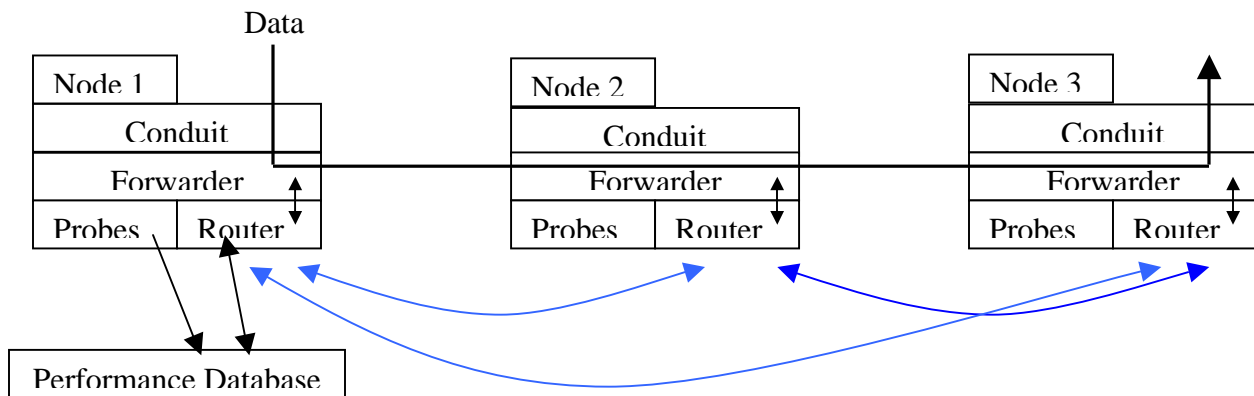 Data
Node 1
Node 2
Node 3
Conduit
Conduit
Conduit
Forwarder
Forwarder
Forwarder
Probes
Router
Probes
Router
Probes
Router
Performance Database